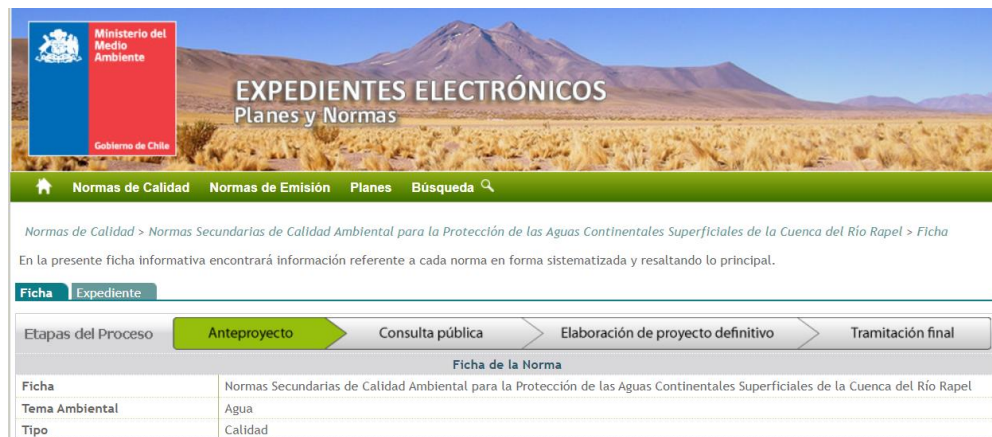 Ministerio del
Medio
Ambiente
Gobierno de Chile
EXPEDIENTES ELECTRÓNICOS
Planes y Normas
Normas de Calidad Normas de Emisión Planes Búsqueda
Normas de Calidad > Normas Secundarias de Calidad Ambiental para la Protección de las Aguas Continentales Superficiales de la Cuenca del Río Rapel > Ficha
En la presente ficha informativa encontrará información referente a cada norma en forma sistematizada y resaltando lo principal.
Ficha Expediente
Etapas del Proceso Anteproyecto Consulta pública Elaboración de proyecto definitivo Tramitación final
Ficha de la Norma
Ficha Normas Secundarias de Calidad Ambiental para la Protección de las Aguas Continentales Superficiales de la Cuenca del Río Rapel
Tema Ambiental Agua
Tipo Calidad